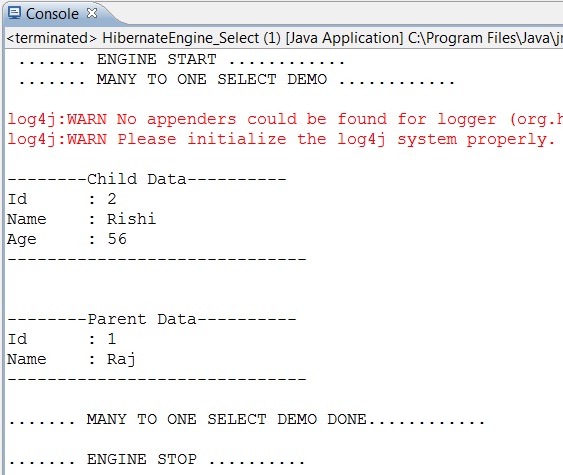 Console
<terminated> HibernateEngine_Select (1) [Java Application] C:\Program Files\Java\jr
....... ENGINE START ............
....... MANY TO ONE SELECT DEMO ............
log4j:WARN No appenders could be found for logger (org.h
log4j:WARN Please initialize the log4j system properly.
--------Child Data----------
Id      : 2
Name    : Rishi
Age     : 56
------------------------------
--------Parent Data----------
Id      : 1
Name    : Raj
------------------------------
....... MANY TO ONE SELECT DEMO DONE............
....... ENGINE STOP ..........